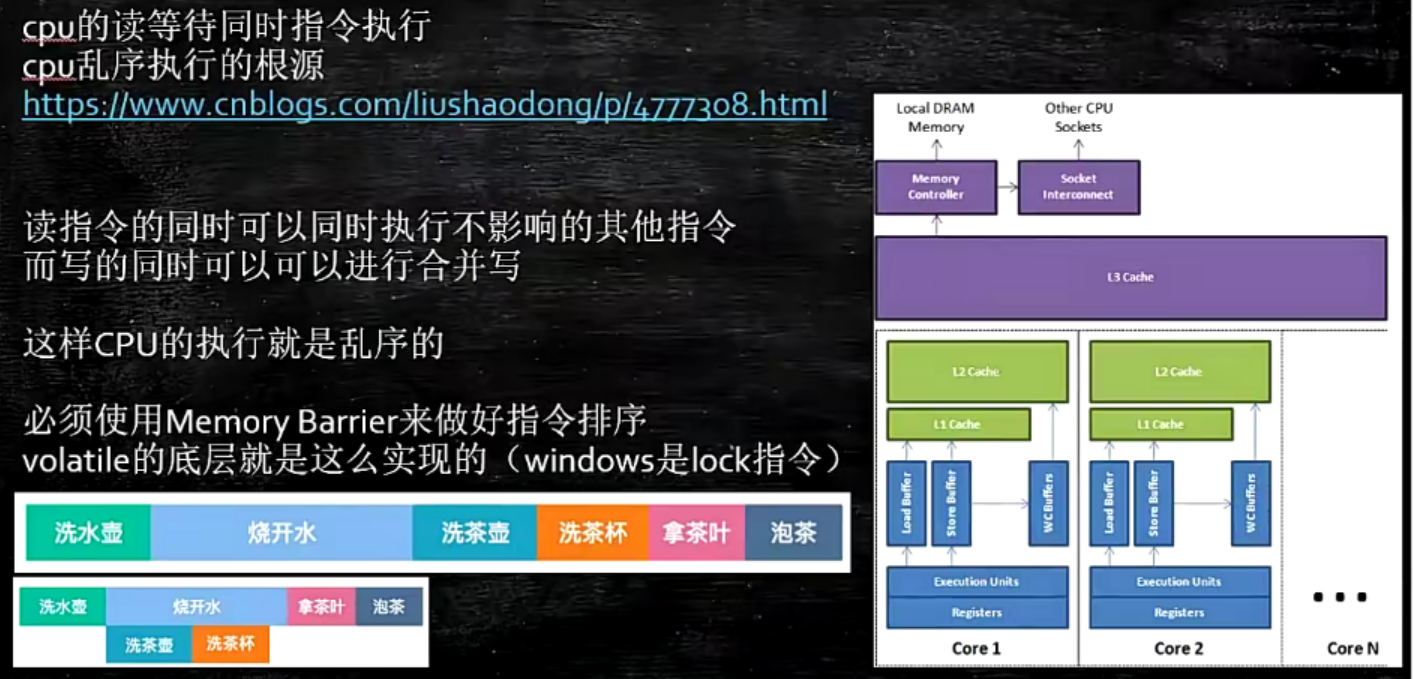 cpu的读等待同时指令执行
cpu乱序执行的根源
https://www.cnblogs.com/liushaodong/p/4777308.html
读指令的同时可以同时执行不影响的其他指令
而写的同时可以可以进行合并写
这样CPU的执行就是乱序的
必须使用Memory Barrier来做好指令排序
volatile的底层就是这么实现的（windows是lock指令）
洗水壶 烧开水 洗茶壶 洗茶杯 拿茶叶 泡茶
洗水壶 烧开水 拿茶叶 泡茶
洗茶壶 洗茶杯
Local DRAM
Memory
Other CPU
Sockets
Memory
Controller
Socket
Interconnect
L3 Cache
L2 Cache
L1 Cache
Load Buffer
Store Buffer
WC Buffers
Execution Units
Registers
Core 1
L2 Cache
L1 Cache
Load Buffer
Store Buffer
WC Buffers
Execution Units
Registers
Core 2
...
Core N